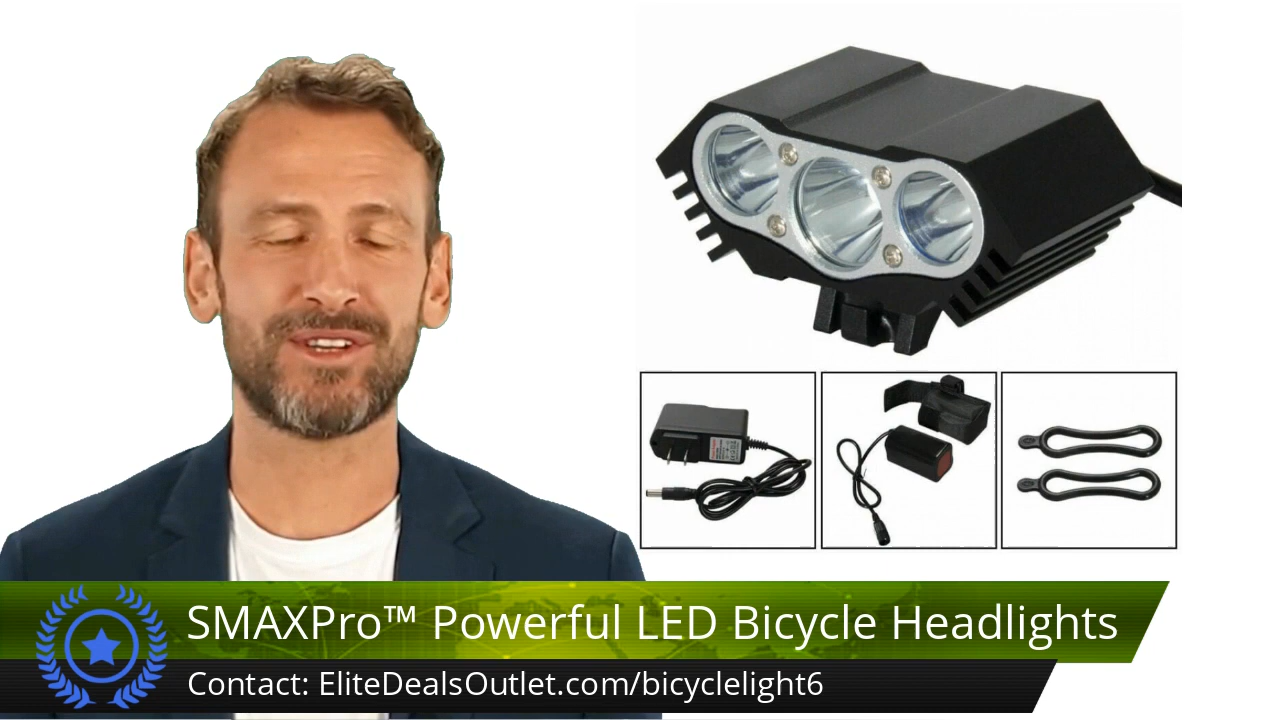 SMAXPro™ Powerful LED Bicycle Headlights
Contact: EliteDealsOutlet.com/bicyclelight6